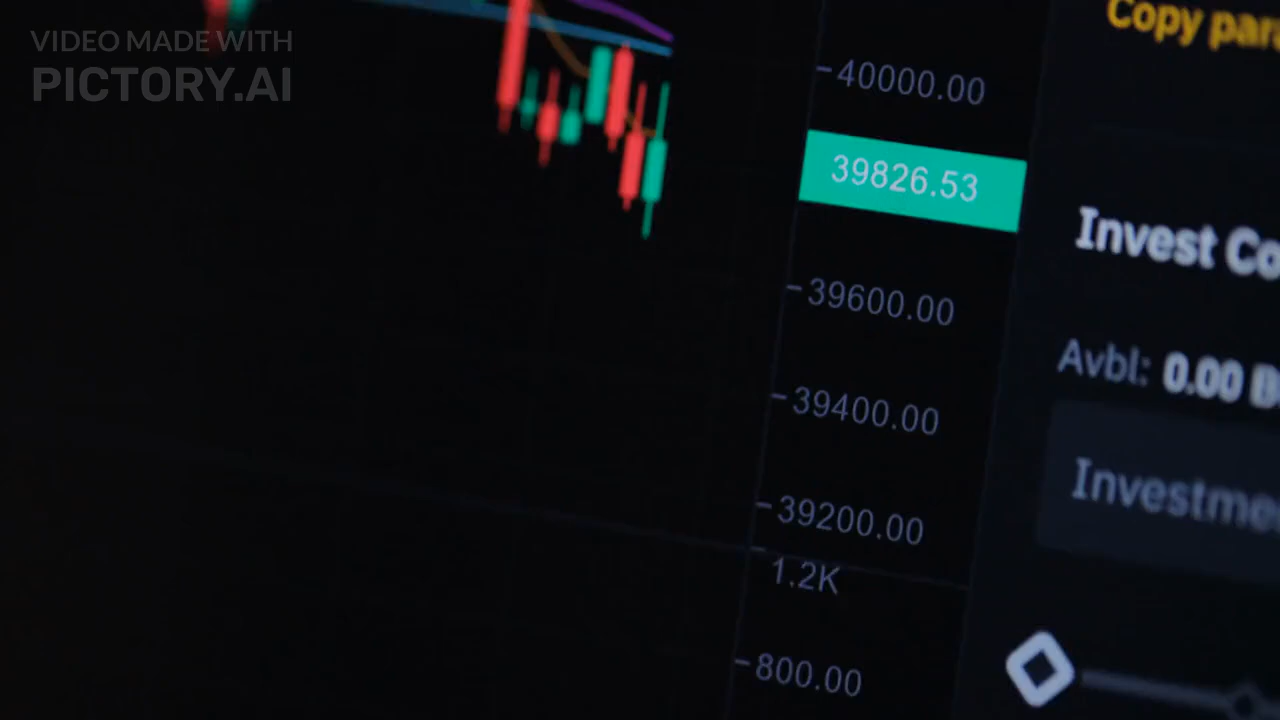 VIDEO MADE WITH
PICTORY.AI
Copy
40000.00
39826.53
Invest
39600.00
Avbl: 0.00
39400.00
39200.00
1.2K
800.00